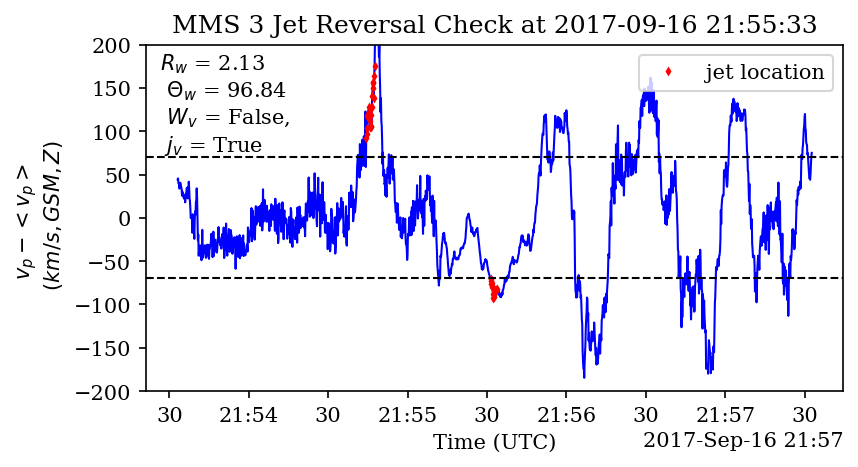 MMS 3 Jet Reversal Check at 2017-09-16 21:55:33
R_w = 2.13
Θ_w = 96.84
W_v = False,
j_v = True
jet location
v_p − < v_p >
(km/s, GSM, Z)
200
150
100
50
0
−50
−100
−150
−200
30 21:54 30 21:55 30 21:56 30 21:57 30
Time (UTC)
2017-Sep-16 21:57